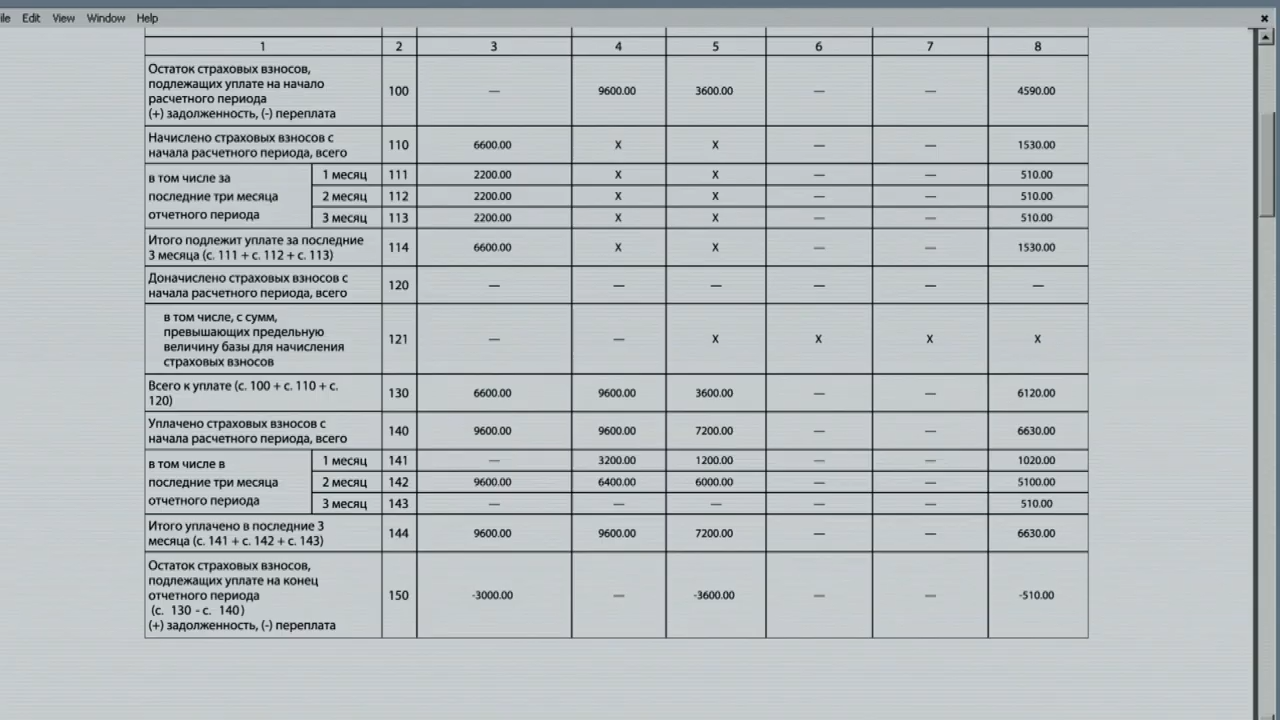 ile Edit View Window Help
1 2 3 4 5 6 7 8
Остаток страховых взносов,
подлежащих уплате на начало
расчетного периода
(+) задолженность, (-) переплата
100 — 9600.00 3600.00 — — 4590.00
Начислено страховых взносов с
начала расчетного периода, всего
110 6600.00 X X — — 1530.00
в том числе за
последние три месяца
отчетного периода
1 месяц 111 2200.00 X X — — 510.00
2 месяц 112 2200.00 X X — — 510.00
3 месяц 113 2200.00 X X — — 510.00
Итого подлежит уплате за последние
3 месяца (с. 111 + с. 112 + с. 113)
114 6600.00 X X — — 1530.00
Доначислено страховых взносов с
начала расчетного периода, всего
120 — — — — — —
в том числе, с сумм,
превышающих предельную
величину базы для начисления
страховых взносов
121 — — X X X X
Всего к уплате (с. 100 + с. 110 + с.
120)
130 6600.00 9600.00 3600.00 — — 6120.00
Уплачено страховых взносов с
начала расчетного периода, всего
140 9600.00 9600.00 7200.00 — — 6630.00
в том числе в
последние три месяца
отчетного периода
1 месяц 141 — 3200.00 1200.00 — — 1020.00
2 месяц 142 9600.00 6400.00 6000.00 — — 5100.00
3 месяц 143 — — — — — 510.00
Итого уплачено в последние 3
месяца (с. 141 + с. 142 + с. 143)
144 9600.00 9600.00 7200.00 — — 6630.00
Остаток страховых взносов,
подлежащих уплате на конец
отчетного периода
(с. 130 - с. 140)
(+) задолженность, (-) переплата
150 -3000.00 — -3600.00 — — -510.00